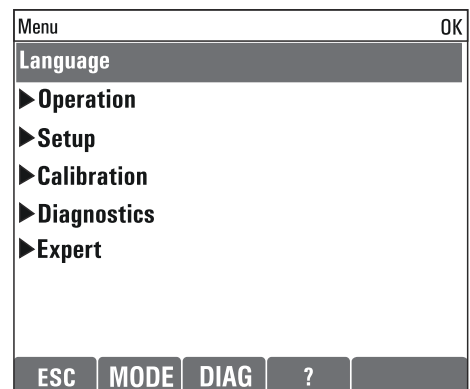 Menu OK
Language
▶Operation
▶Setup
▶Calibration
▶Diagnostics
▶Expert
ESC MODE DIAG ?